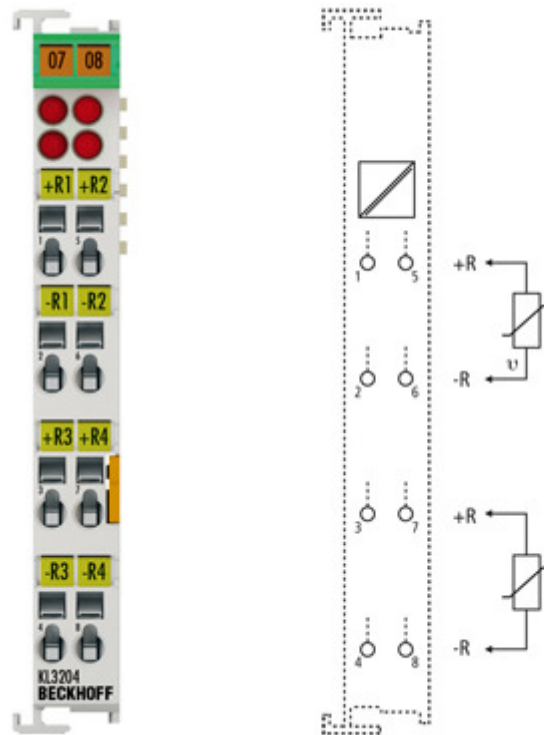 07 08
+R1 +R2
1 5
-R1 -R2
2 6
+R3 +R4
3 7
-R3 -R4
4 8
KL3204
BECKHOFF
1 5 +R
υ
2 6 -R
3 7 +R
4 8 -R